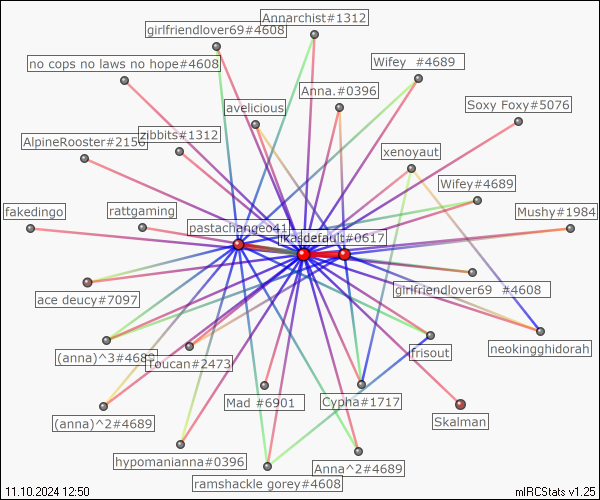 Annarchist#1312
girlfriendlover69#4608
Wifey  #4689
no cops no laws no hope#4608
Anna.#0396
Soxy Foxy#5076
avelicious
zibbits#1312
AlpineRooster#2150
xenoyaut
Wifey#4689
fakedingo
rattgaming
Mushy#1984
pastachangeo41
ikasdefault#0617
ace deucy#7097
girlfriendlover69  #4608
(anna)^3#4689
Toucan#2473
frisout
neokingghidorah
Mad #6901
Cypha#1717
(anna)^2#4689
Skalman
hypomanianna#0396
Anna^2#4689
ramshackle gorey#4608
11.10.2024 12:50
mIRCStats v1.25